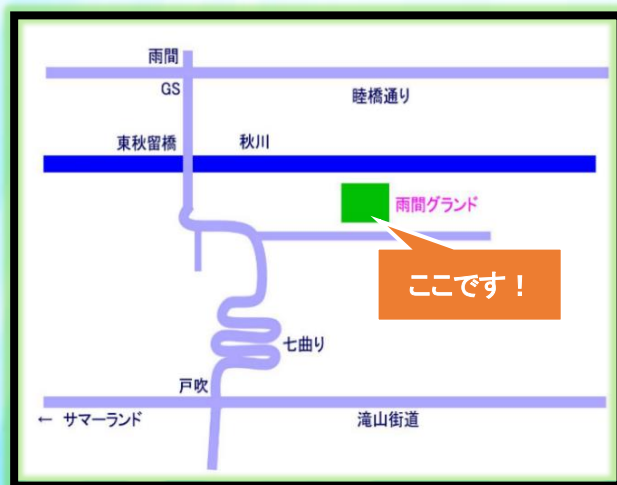 雨間
GS
睦橋通り
東秋留橋
秋川
雨間グランド
ここです！
七曲り
戸吹
← サマーランド
滝山街道